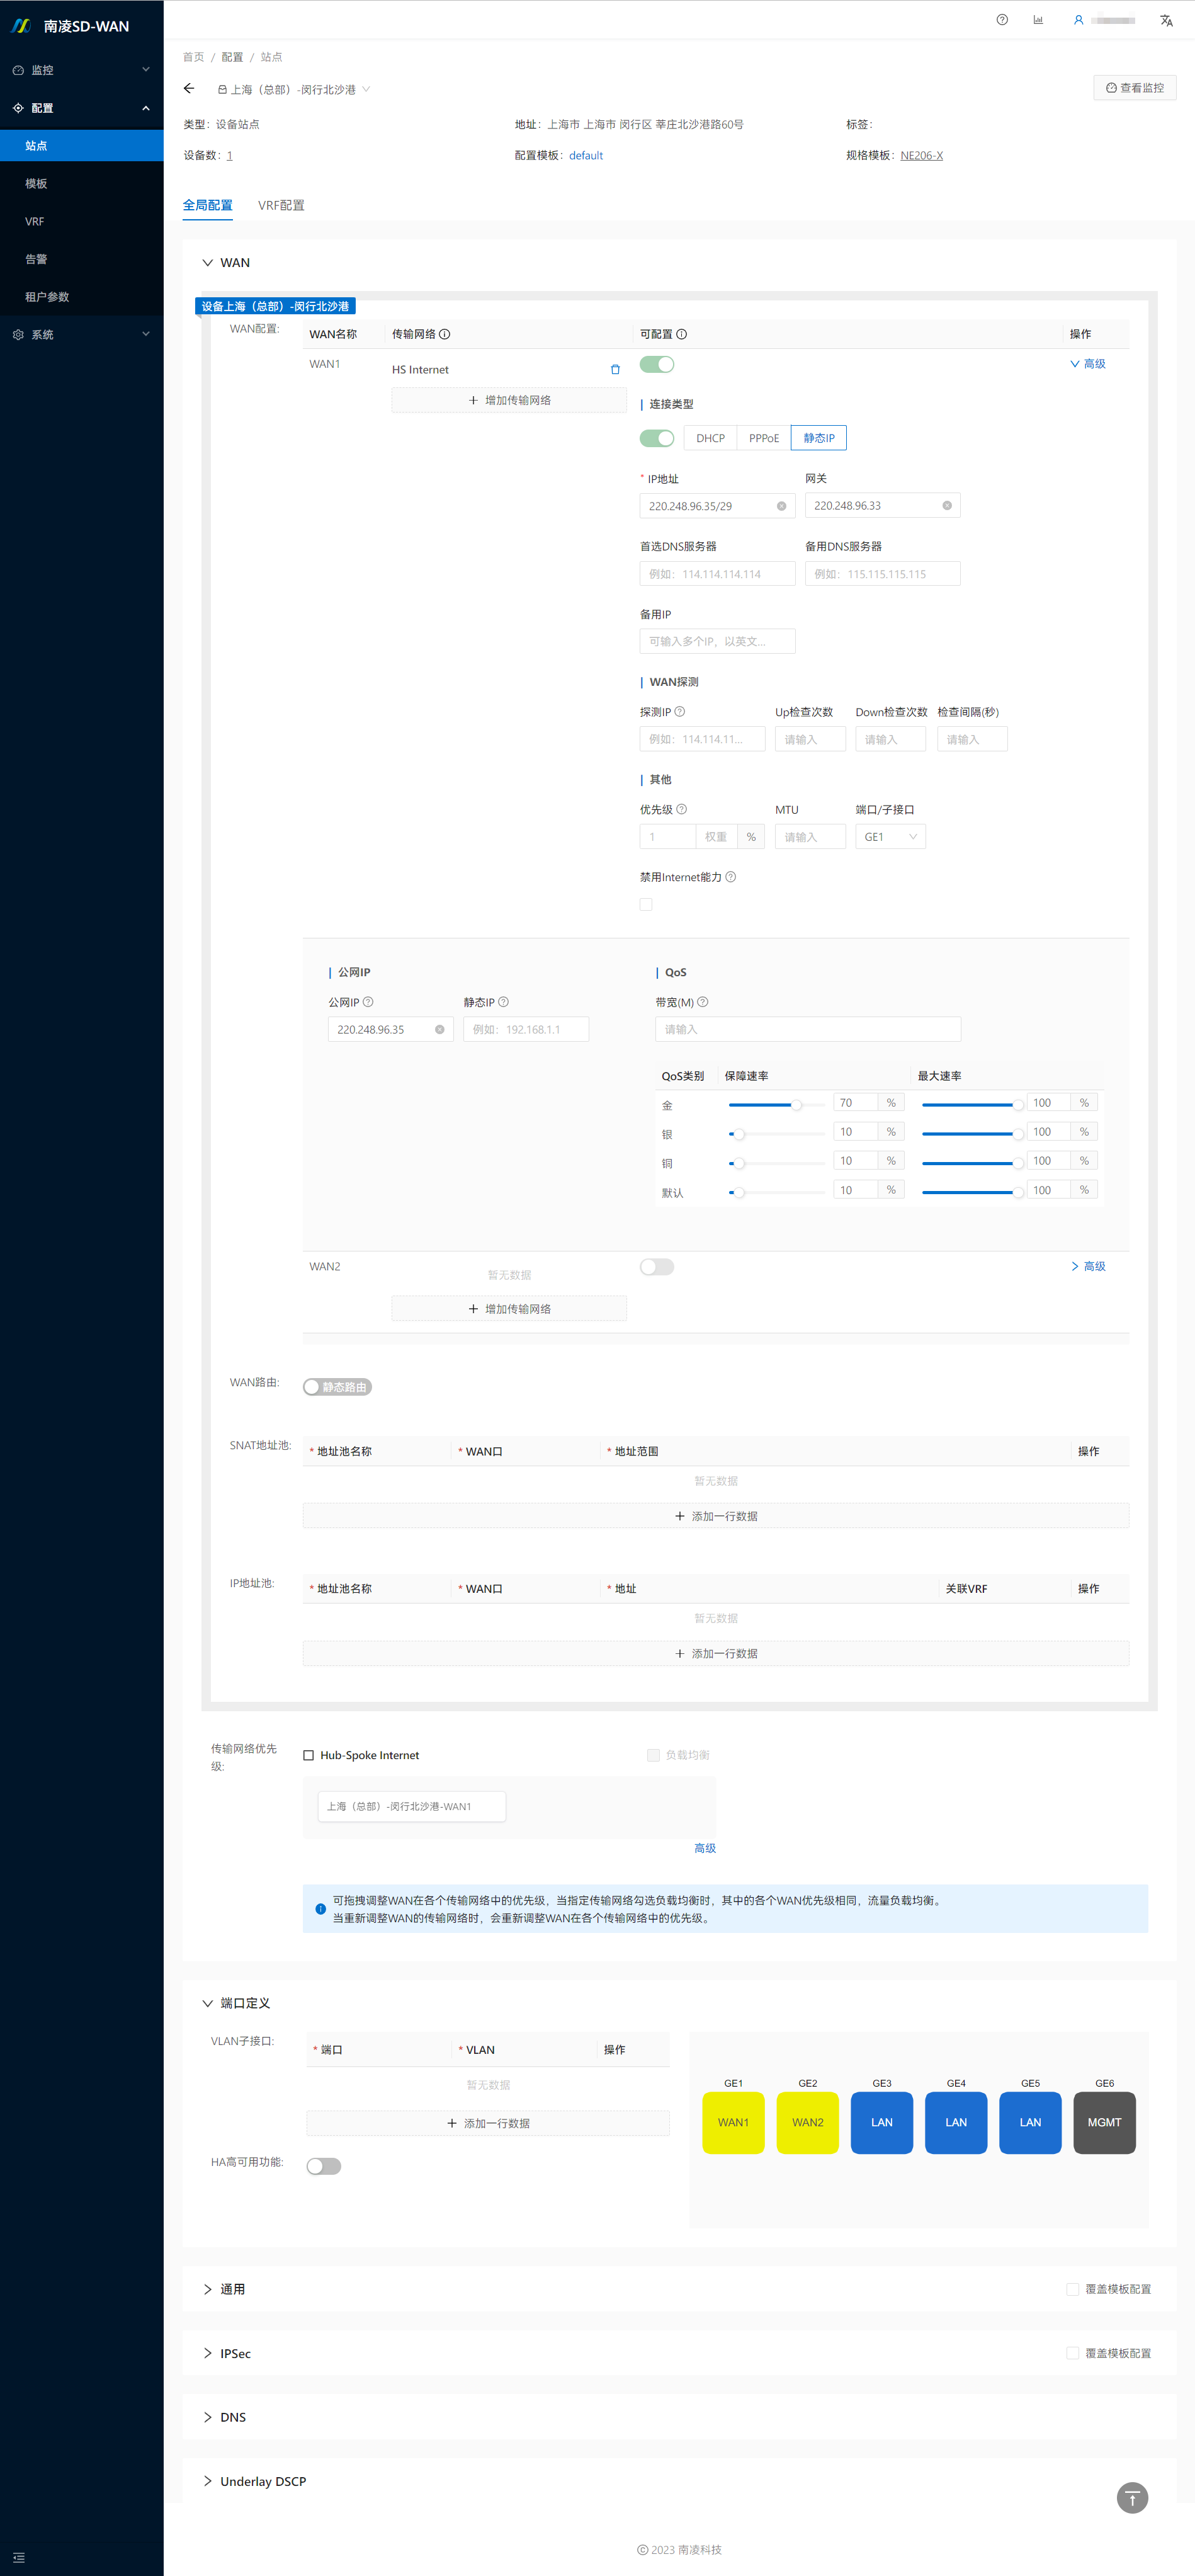 南凌SD-WAN
监控
配置
站点
模板
VRF
告警
租户参数
系统
首页 / 配置 / 站点
上海（总部）-闵行北沙港
查看监控
类型：设备站点
地址：上海市 上海市 闵行区 莘庄北沙港路60号
标签：
设备数：1
配置模板：default
规格模板：NE206-X
全局配置 VRF配置
WAN
设备上海（总部）-闵行北沙港
WAN配置:
WAN名称 传输网络 可配置 操作
WAN1 HS Internet 高级
+ 增加传输网络
连接类型
DHCP PPPoE 静态IP
* IP地址 网关
220.248.96.35/29 220.248.96.33
首选DNS服务器 备用DNS服务器
例如：114.114.114.114 例如：115.115.115.115
备用IP
可输入多个IP，以英文...
WAN探测
探测IP Up检查次数 Down检查次数 检查间隔(秒)
例如：114.114.11... 请输入 请输入 请输入
其他
优先级 MTU 端口/子接口
1 权重 % 请输入 GE1
禁用Internet能力
公网IP QoS
公网IP 静态IP 带宽(M)
220.248.96.35 例如：192.168.1.1 请输入
QoS类别 保障速率 最大速率
金 70 % 100 %
银 10 % 100 %
铜 10 % 100 %
默认 10 % 100 %
WAN2 暂无数据 高级
+ 增加传输网络
WAN路由: 静态路由
SNAT地址池: * 地址池名称 * WAN口 * 地址范围 操作
暂无数据
+ 添加一行数据
IP地址池: * 地址池名称 * WAN口 * 地址 关联VRF 操作
暂无数据
+ 添加一行数据
传输网络优先级:
Hub-Spoke Internet 负载均衡
上海（总部）-闵行北沙港-WAN1
高级
可拖拽调整WAN在各个传输网络中的优先级，当指定传输网络勾选负载均衡时，其中的各个WAN优先级相同，流量负载均衡。
当重新调整WAN的传输网络时，会重新调整WAN在各个传输网络中的优先级。
端口定义
VLAN子接口: * 端口 * VLAN 操作
暂无数据
+ 添加一行数据
HA高可用功能:
GE1 GE2 GE3 GE4 GE5 GE6
WAN1 WAN2 LAN LAN LAN MGMT
通用 覆盖模板配置
IPSec 覆盖模板配置
DNS
Underlay DSCP
© 2023 南凌科技